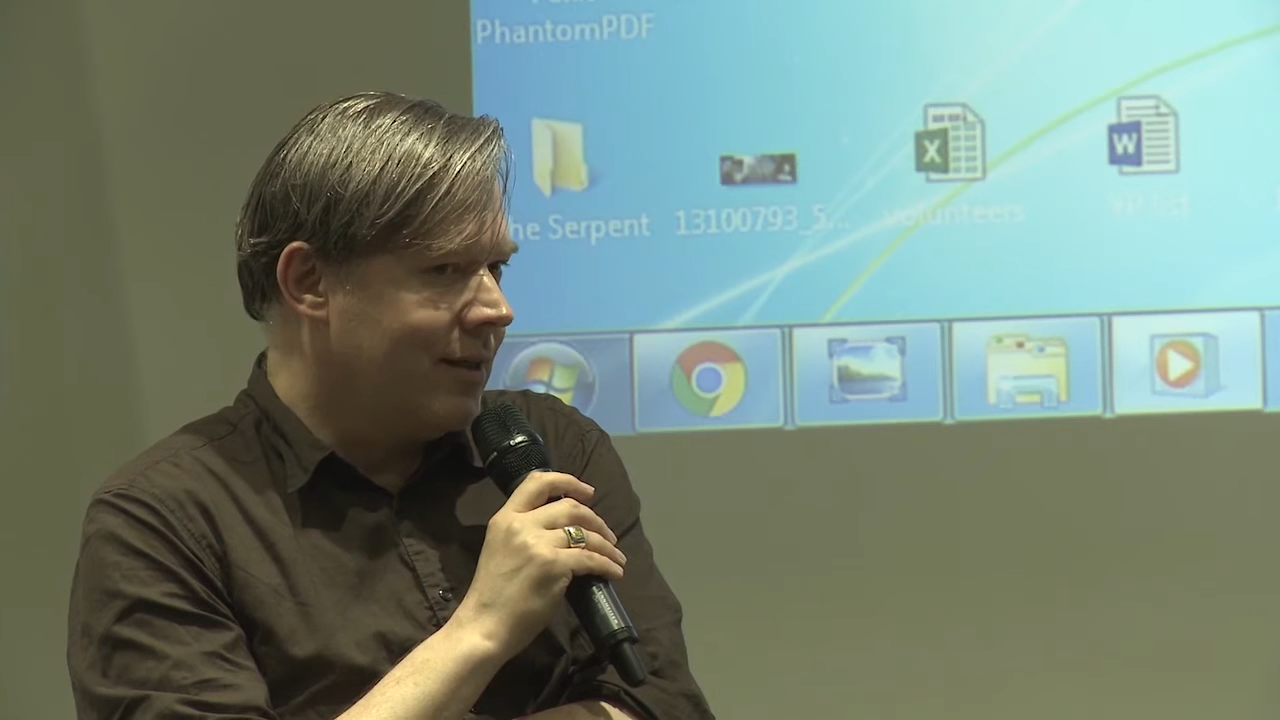 PhantomPDF
he Serpent
13100793_5...
volunteers
X
W